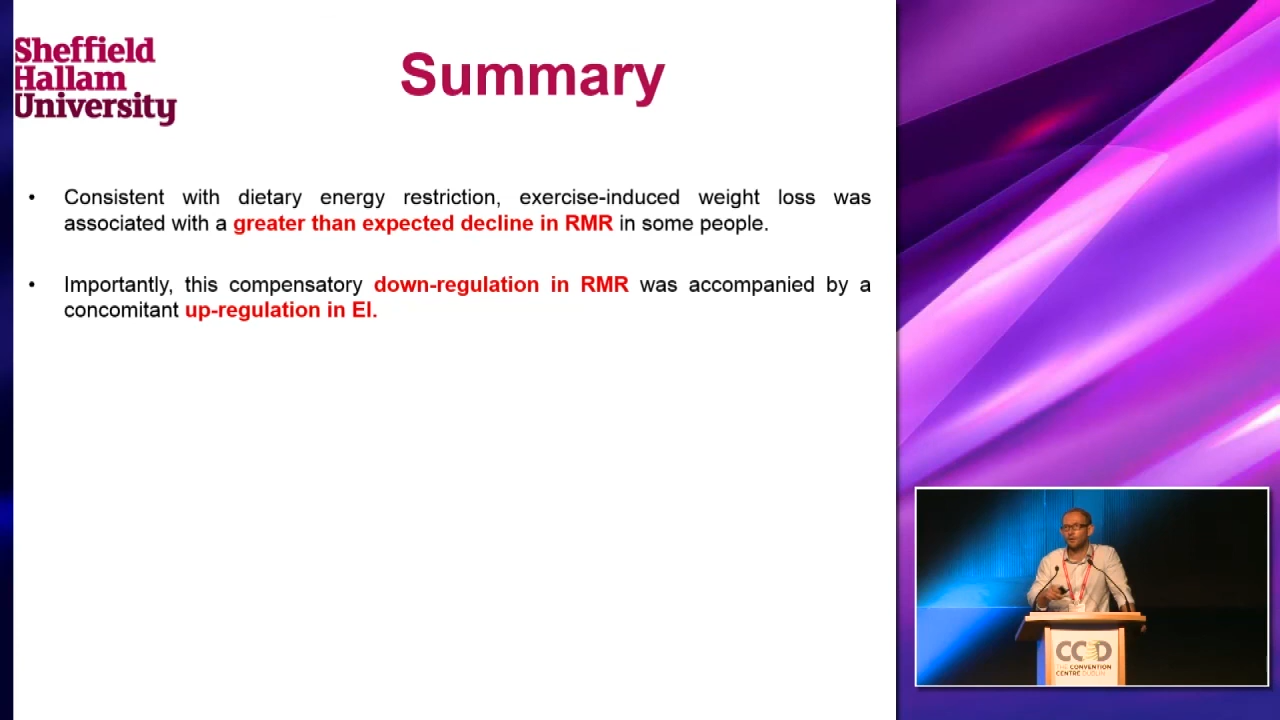 Sheffield
Hallam
University
Summary
• Consistent with dietary energy restriction, exercise-induced weight loss was
associated with a greater than expected decline in RMR in some people.
• Importantly, this compensatory down-regulation in RMR was accompanied by a
concomitant up-regulation in EI.
THE CONVENTION
CENTRE DUBLIN